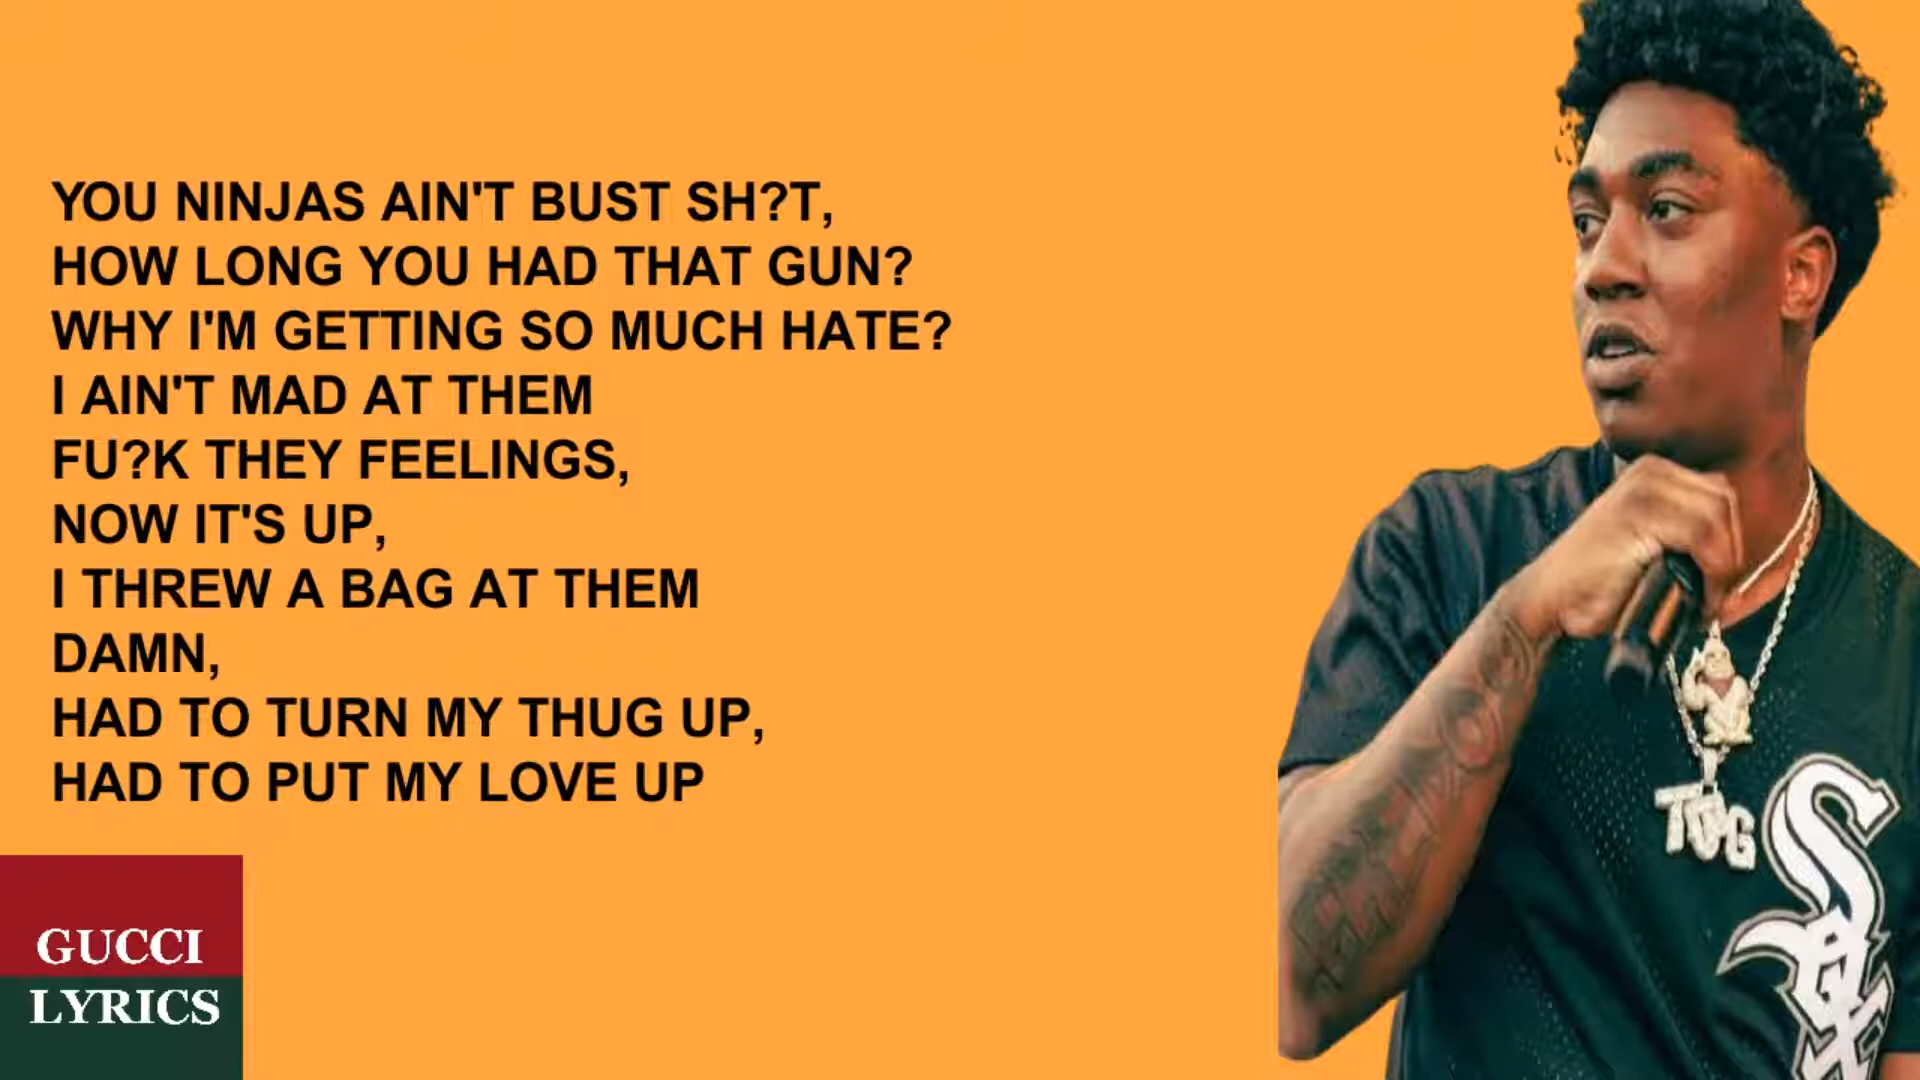 YOU NINJAS AIN'T BUST SH?T,
HOW LONG YOU HAD THAT GUN?
WHY I'M GETTING SO MUCH HATE?
I AIN'T MAD AT THEM
FU?K THEY FEELINGS,
NOW IT'S UP,
I THREW A BAG AT THEM
DAMN,
HAD TO TURN MY THUG UP,
HAD TO PUT MY LOVE UP
GUCCI
LYRICS
TOG
Sox